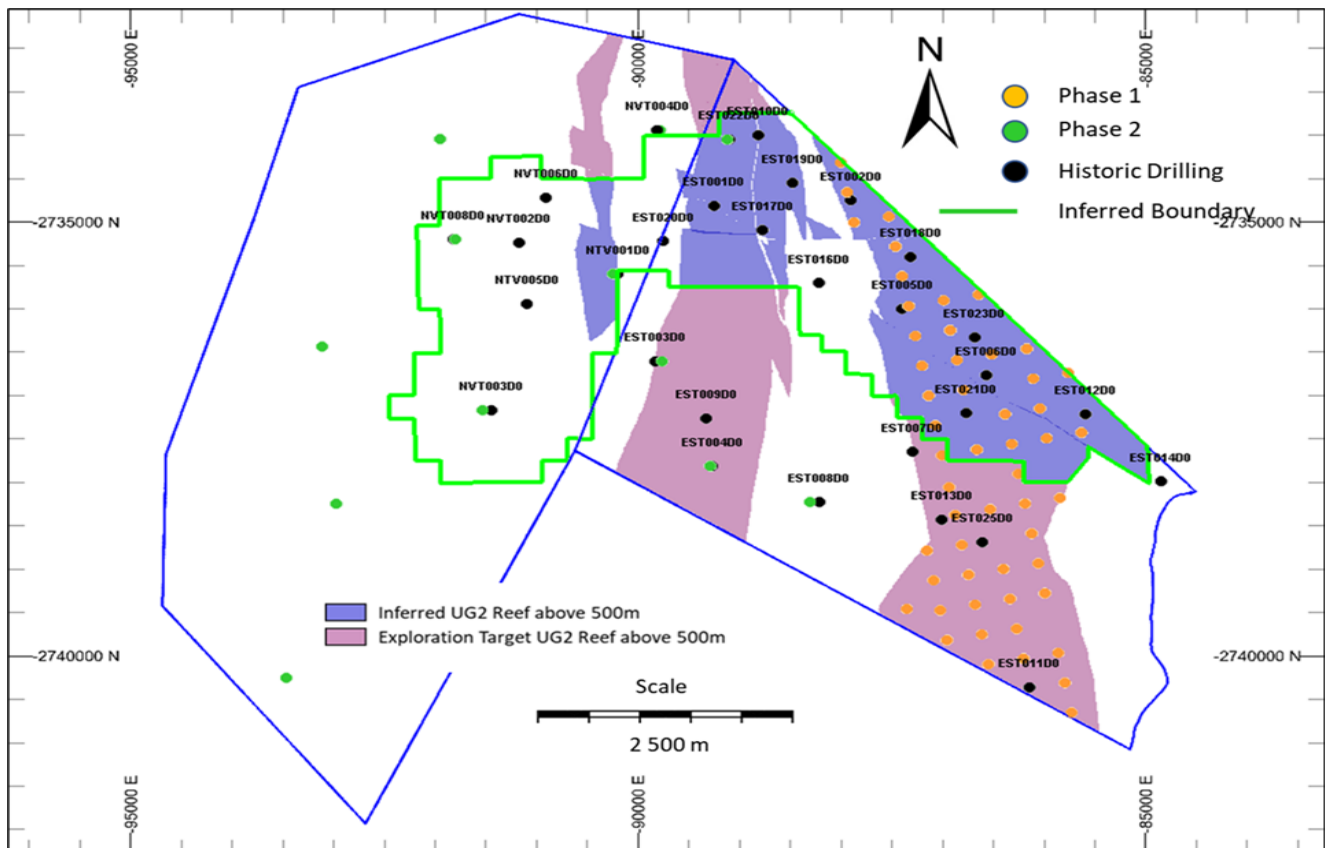 -95000 E
-90000 E
-85000 E
N
Phase 1
Phase 2
Historic Drilling
Inferred Boundary
NVT004D0
EST022D0
EST010D0
EST019D0
NVT006D0
EST001D0
EST002D0
NVT008D0
NVT002D0
EST020D0
EST017D0
-2735000 N
-2735000 N
EST018D0
NTV001D0
EST016D0
NTV005D0
EST005D0
EST023D0
EST003D0
EST006D0
NVT003D0
EST009D0
EST021D0
EST012D0
EST004D0
EST007D0
EST014D0
EST008D0
EST013D0
EST025D0
Inferred UG2 Reef above 500m
Exploration Target UG2 Reef above 500m
-2740000 N
-2740000 N
EST011D0
Scale
2 500 m
-95000 E
-90000 E
-85000 E